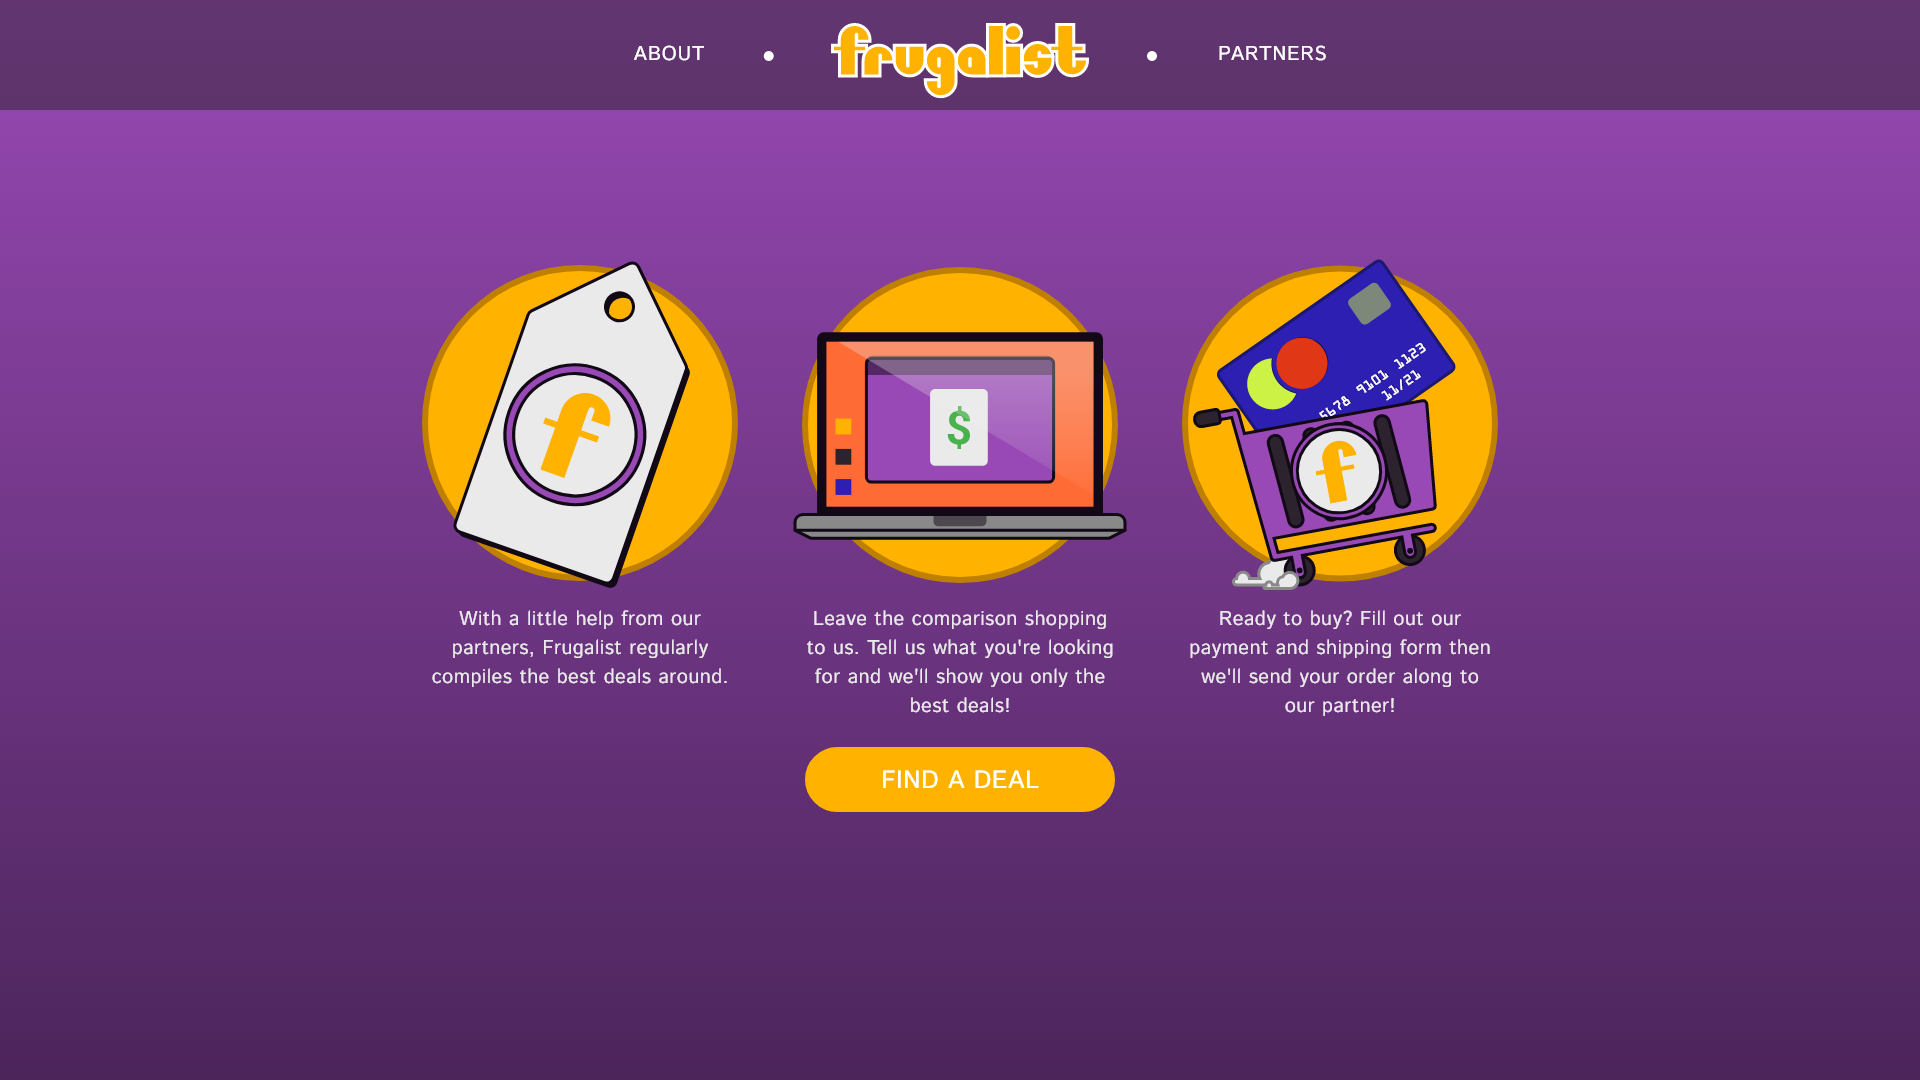 ABOUT
frugalist
PARTNERS
f
$
5678 9101 1123
11/21
f
With a little help from our
partners, Frugalist regularly
compiles the best deals around.
Leave the comparison shopping
to us. Tell us what you're looking
for and we'll show you only the
best deals!
Ready to buy? Fill out our
payment and shipping form then
we'll send your order along to
our partner!
FIND A DEAL